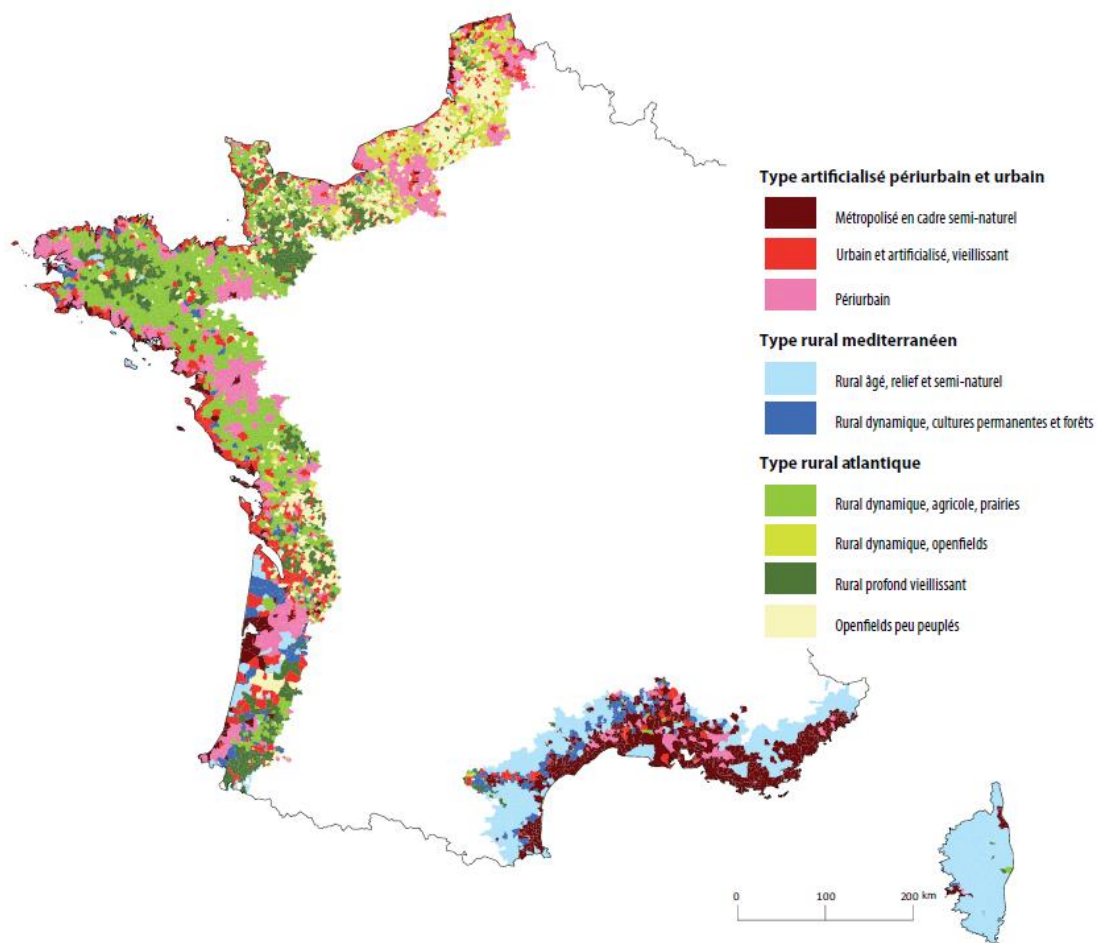 Type artificialisé périurbain et urbain
Métropolisé en cadre semi-naturel
Urbain et artificialisé, vieillissant
Périurbain
Type rural mediterranéen
Rural âgé, relief et semi-naturel
Rural dynamique, cultures permanentes et forêts
Type rural atlantique
Rural dynamique, agricole, prairies
Rural dynamique, openfields
Rural profond vieillissant
Openfields peu peuplés
0 100 200 km